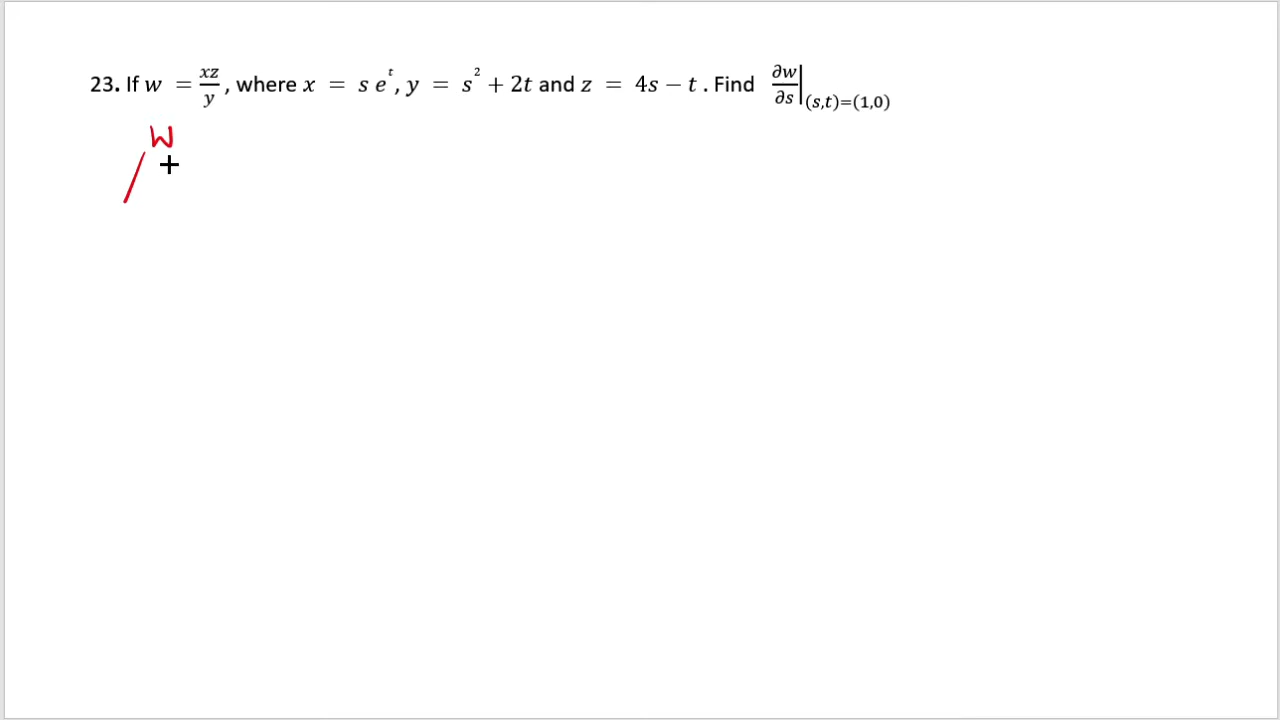 23. If w = xz/y, where x = s e^t, y = s^2 + 2t and z = 4s − t. Find ∂w/∂s|(s,t)=(1,0)
W